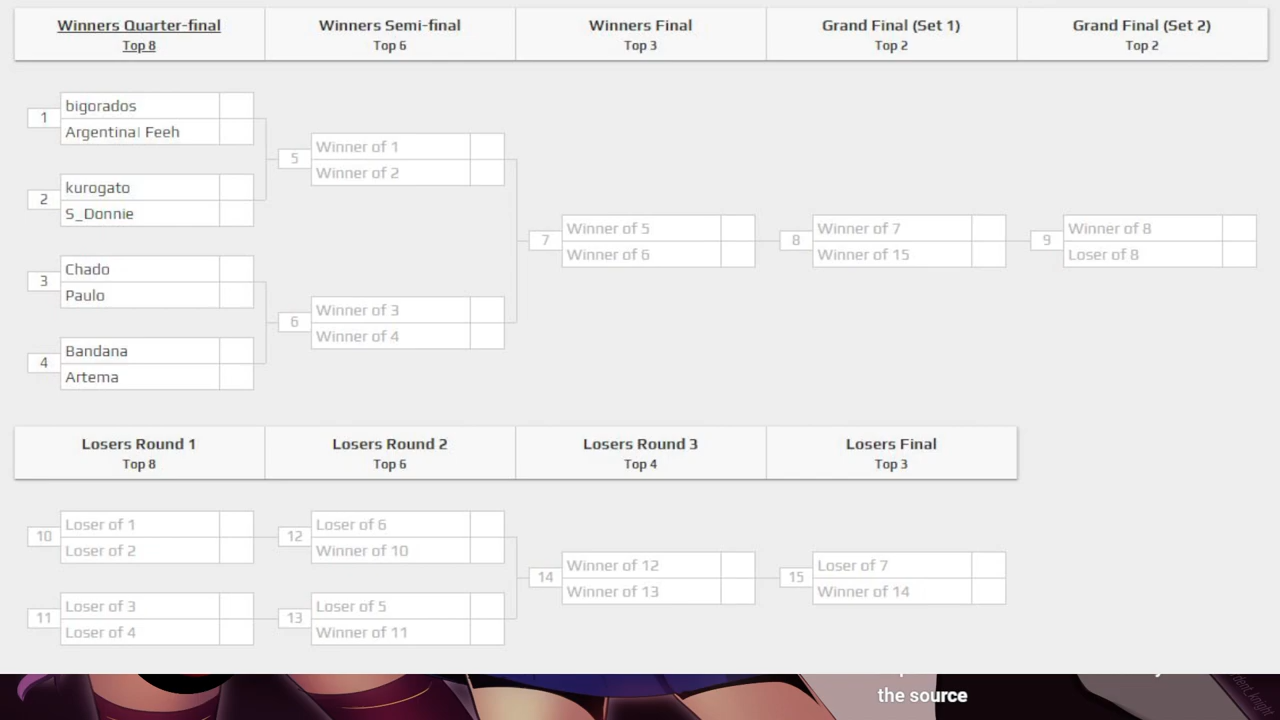 Winners Quarter-final
Top 8
Winners Semi-final
Top 6
Winners Final
Top 3
Grand Final (Set 1)
Top 2
Grand Final (Set 2)
Top 2
1
bigorados
Argentina| Feeh
2
kurogato
S_Donnie
3
Chado
Paulo
4
Bandana
Artema
5
Winner of 1
Winner of 2
6
Winner of 3
Winner of 4
7
Winner of 5
Winner of 6
8
Winner of 7
Winner of 15
9
Winner of 8
Loser of 8
Losers Round 1
Top 8
Losers Round 2
Top 6
Losers Round 3
Top 4
Losers Final
Top 3
10
Loser of 1
Loser of 2
11
Loser of 3
Loser of 4
12
Loser of 6
Winner of 10
13
Loser of 5
Winner of 11
14
Winner of 12
Winner of 13
15
Loser of 7
Winner of 14
the source